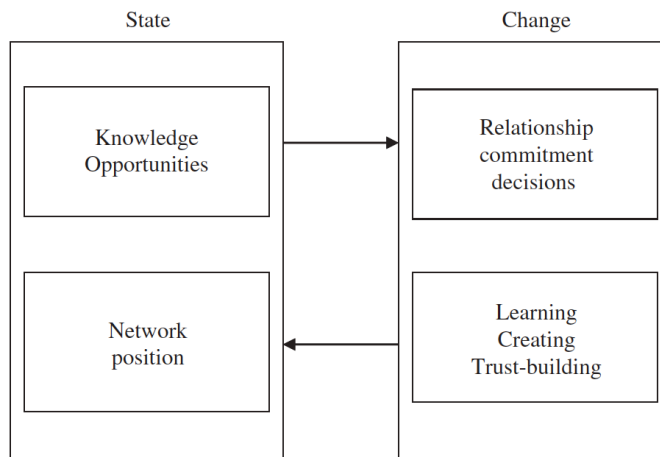 State
Change
Knowledge
Opportunities
Relationship
commitment
decisions
Network
position
Learning
Creating
Trust-building